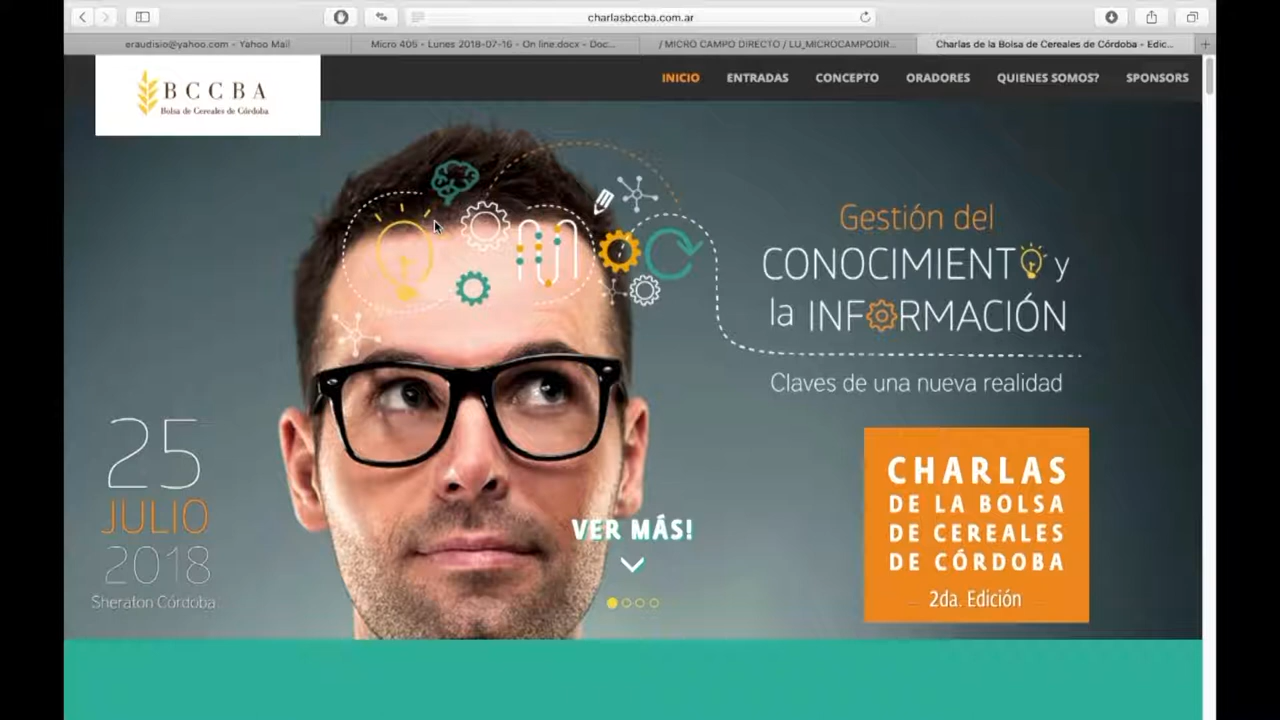 charlasbccba.com.ar
eraudisio@yahoo.com - Yahoo Mail
Micro 405 - Lunes 2018-07-16 - On line.docx - Doc...
/ MICRO CAMPO DIRECTO / LU_MICROCAMPODIR...
Charlas de la Bolsa de Cereales de Córdoba - Edic...
BCCBA
Bolsa de Cereales de Córdoba
INICIO
ENTRADAS
CONCEPTO
ORADORES
QUIENES SOMOS?
SPONSORS
Gestión del
CONOCIMIENTO y
la INFORMACIÓN
Claves de una nueva realidad
25
JULIO
2018
Sheraton Córdoba.
VER MÁS!
CHARLAS
DE LA BOLSA
DE CEREALES
DE CÓRDOBA
2da. Edición